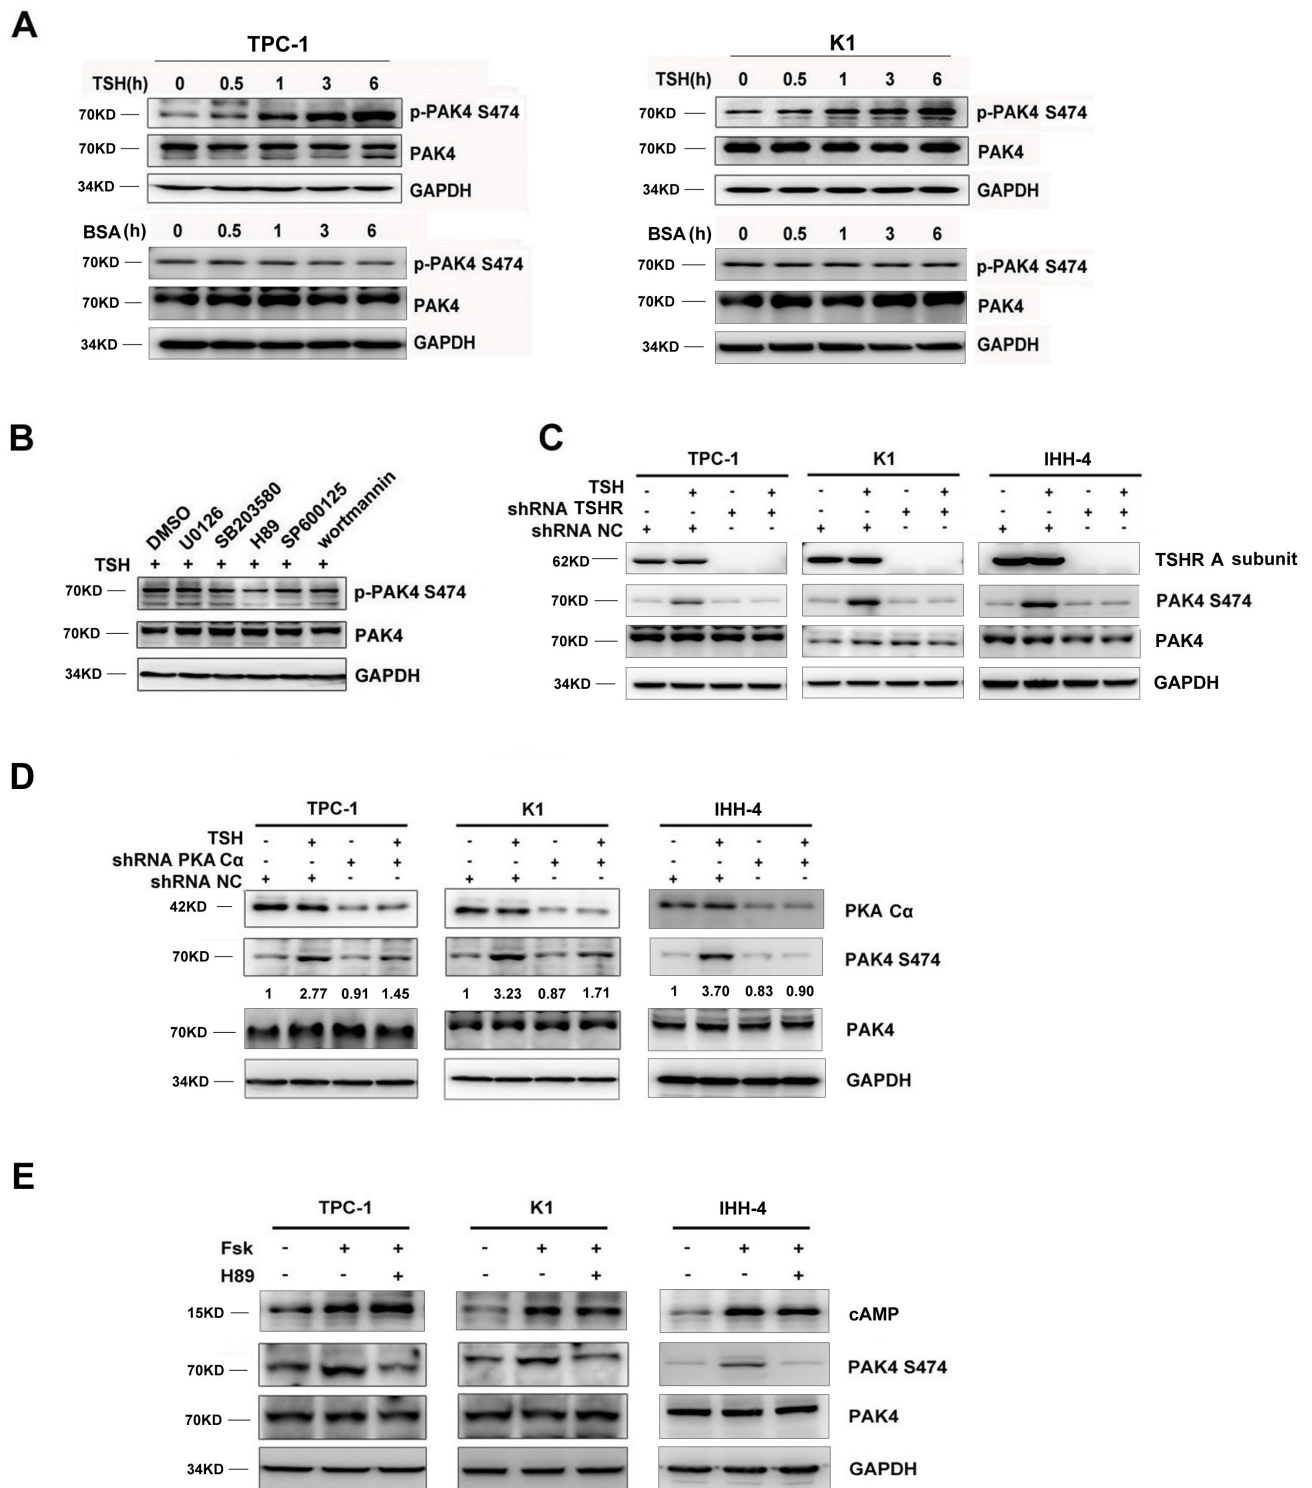 A
TPC-1
TSH(h) 0 0.5 1 3 6
70KD p-PAK4 S474
70KD PAK4
34KD GAPDH
BSA (h) 0 0.5 1 3 6
70KD p-PAK4 S474
70KD PAK4
34KD GAPDH
K1
TSH(h) 0 0.5 1 3 6
70KD p-PAK4 S474
70KD PAK4
34KD GAPDH
BSA (h) 0 0.5 1 3 6
70KD p-PAK4 S474
70KD PAK4
34KD GAPDH
B
DMSO U0126 SB203580 H89 SP600125 wortmannin
TSH + + + + + +
70KD p-PAK4 S474
70KD PAK4
34KD GAPDH
C
TPC-1 K1 IHH-4
TSH - + - + - + - + - + - +
shRNA TSHR - - + + - - + + - - + +
shRNA NC + + - - + + - - + + - -
62KD TSHR A subunit
70KD PAK4 S474
70KD PAK4
34KD GAPDH
D
TPC-1 K1 IHH-4
TSH - + - + - + - + - + - +
shRNA PKA Cα - - + + - - + + - - + +
shRNA NC + + - - + + - - + + - -
42KD PKA Cα
70KD PAK4 S474
1 2.77 0.91 1.45 1 3.23 0.87 1.71 1 3.70 0.83 0.90
70KD PAK4
34KD GAPDH
E
TPC-1 K1 IHH-4
Fsk - + + - + + - + +
H89 - - + - - + - - +
15KD cAMP
70KD PAK4 S474
70KD PAK4
34KD GAPDH